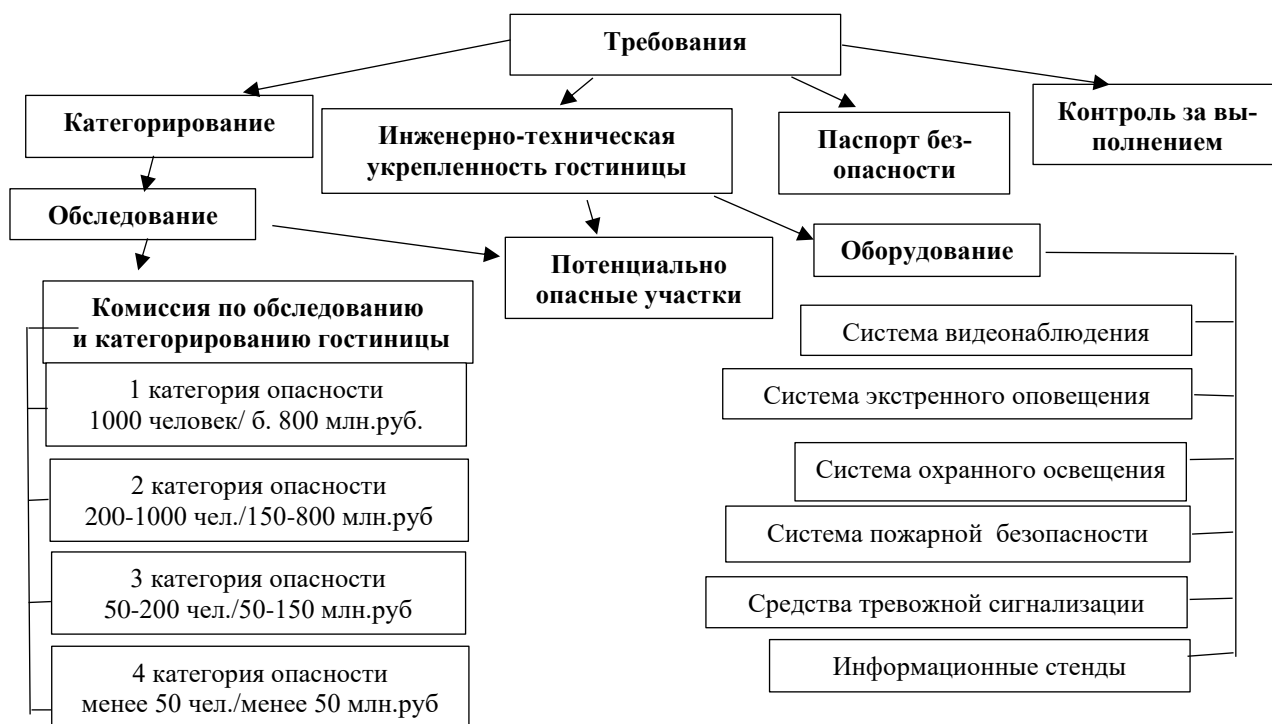 Требования
Категорирование
Инженерно-техническая
укрепленность гостиницы
Паспорт без-
опасности
Контроль за вы-
полнением
Обследование
Потенциально
опасные участки
Оборудование
Комиссия по обследованию
и категорированию гостиницы
1 категория опасности
1000 человек/ б. 800 млн.руб.
2 категория опасности
200-1000 чел./150-800 млн.руб
3 категория опасности
50-200 чел./50-150 млн.руб
4 категория опасности
менее 50 чел./менее 50 млн.руб
Система видеонаблюдения
Система экстренного оповещения
Система охранного освещения
Система пожарной безопасности
Средства тревожной сигнализации
Информационные стенды